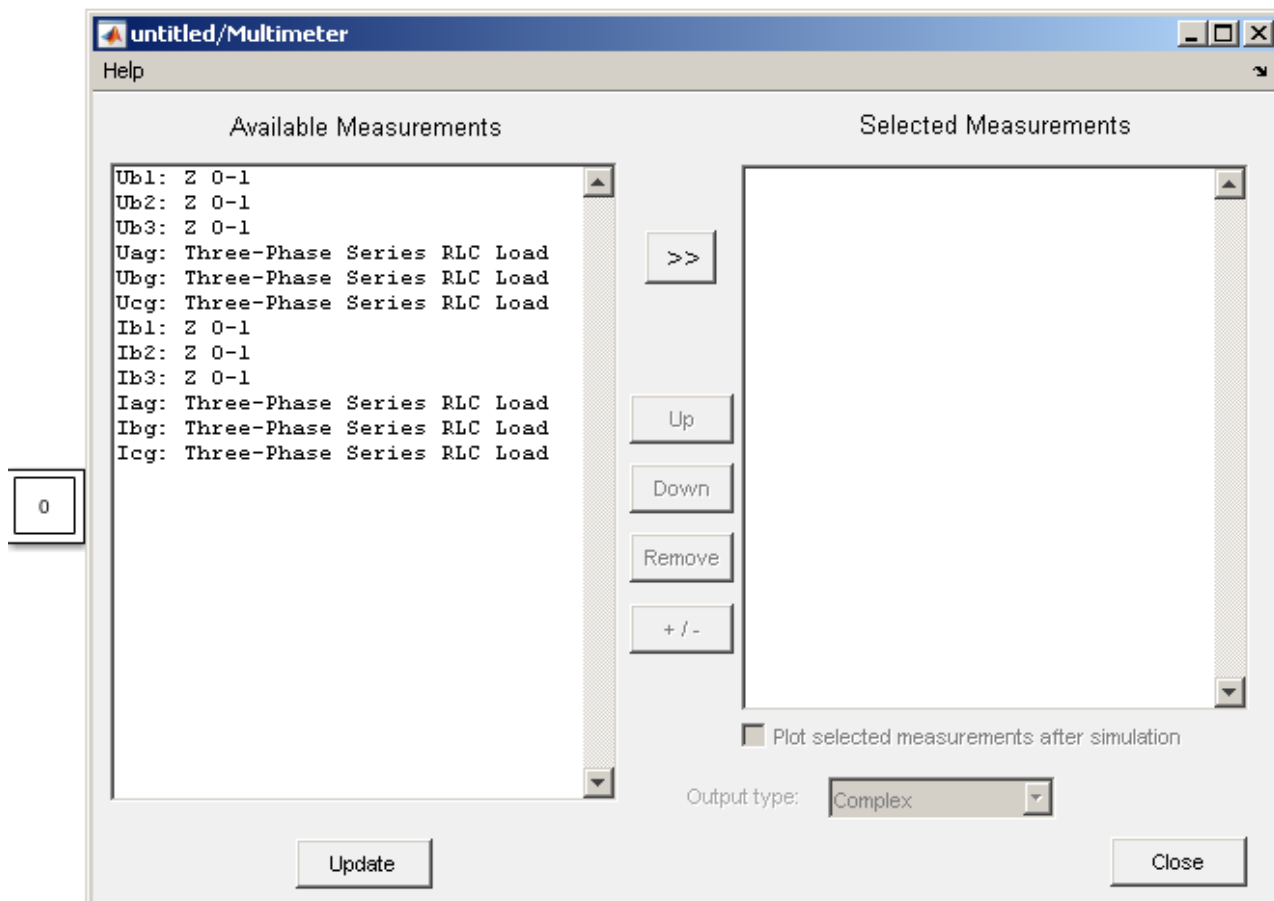 untitled/Multimeter
Help
Available Measurements
Selected Measurements
Ub1: Z 0-1
Ub2: Z 0-1
Ub3: Z 0-1
Uag: Three-Phase Series RLC Load
Ubg: Three-Phase Series RLC Load
Ucg: Three-Phase Series RLC Load
Ib1: Z 0-1
Ib2: Z 0-1
Ib3: Z 0-1
Iag: Three-Phase Series RLC Load
Ibg: Three-Phase Series RLC Load
Icg: Three-Phase Series RLC Load
>>
Up
Down
Remove
+ / -
0
Plot selected measurements after simulation
Output type: Complex
Update
Close